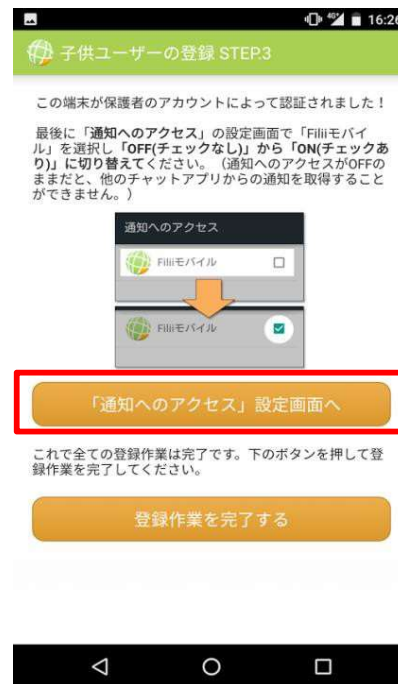 4G 16:26
子供ユーザーの登録 STEP.3
この端末が保護者のアカウントによって認証されました！
最後に「通知へのアクセス」の設定画面で「Filiiモバイ
ル」を選択し「OFF(チェックなし)」から「ON(チェックあ
り)」に切り替えてください。（通知へのアクセスがOFFの
ままだと、他のチャットアプリからの通知を取得すること
ができません。）
通知へのアクセス
Filiiモバイル
Filiiモバイル
「通知へのアクセス」設定画面へ
これで全ての登録作業は完了です。下のボタンを押して登
録作業を完了してください。
登録作業を完了する